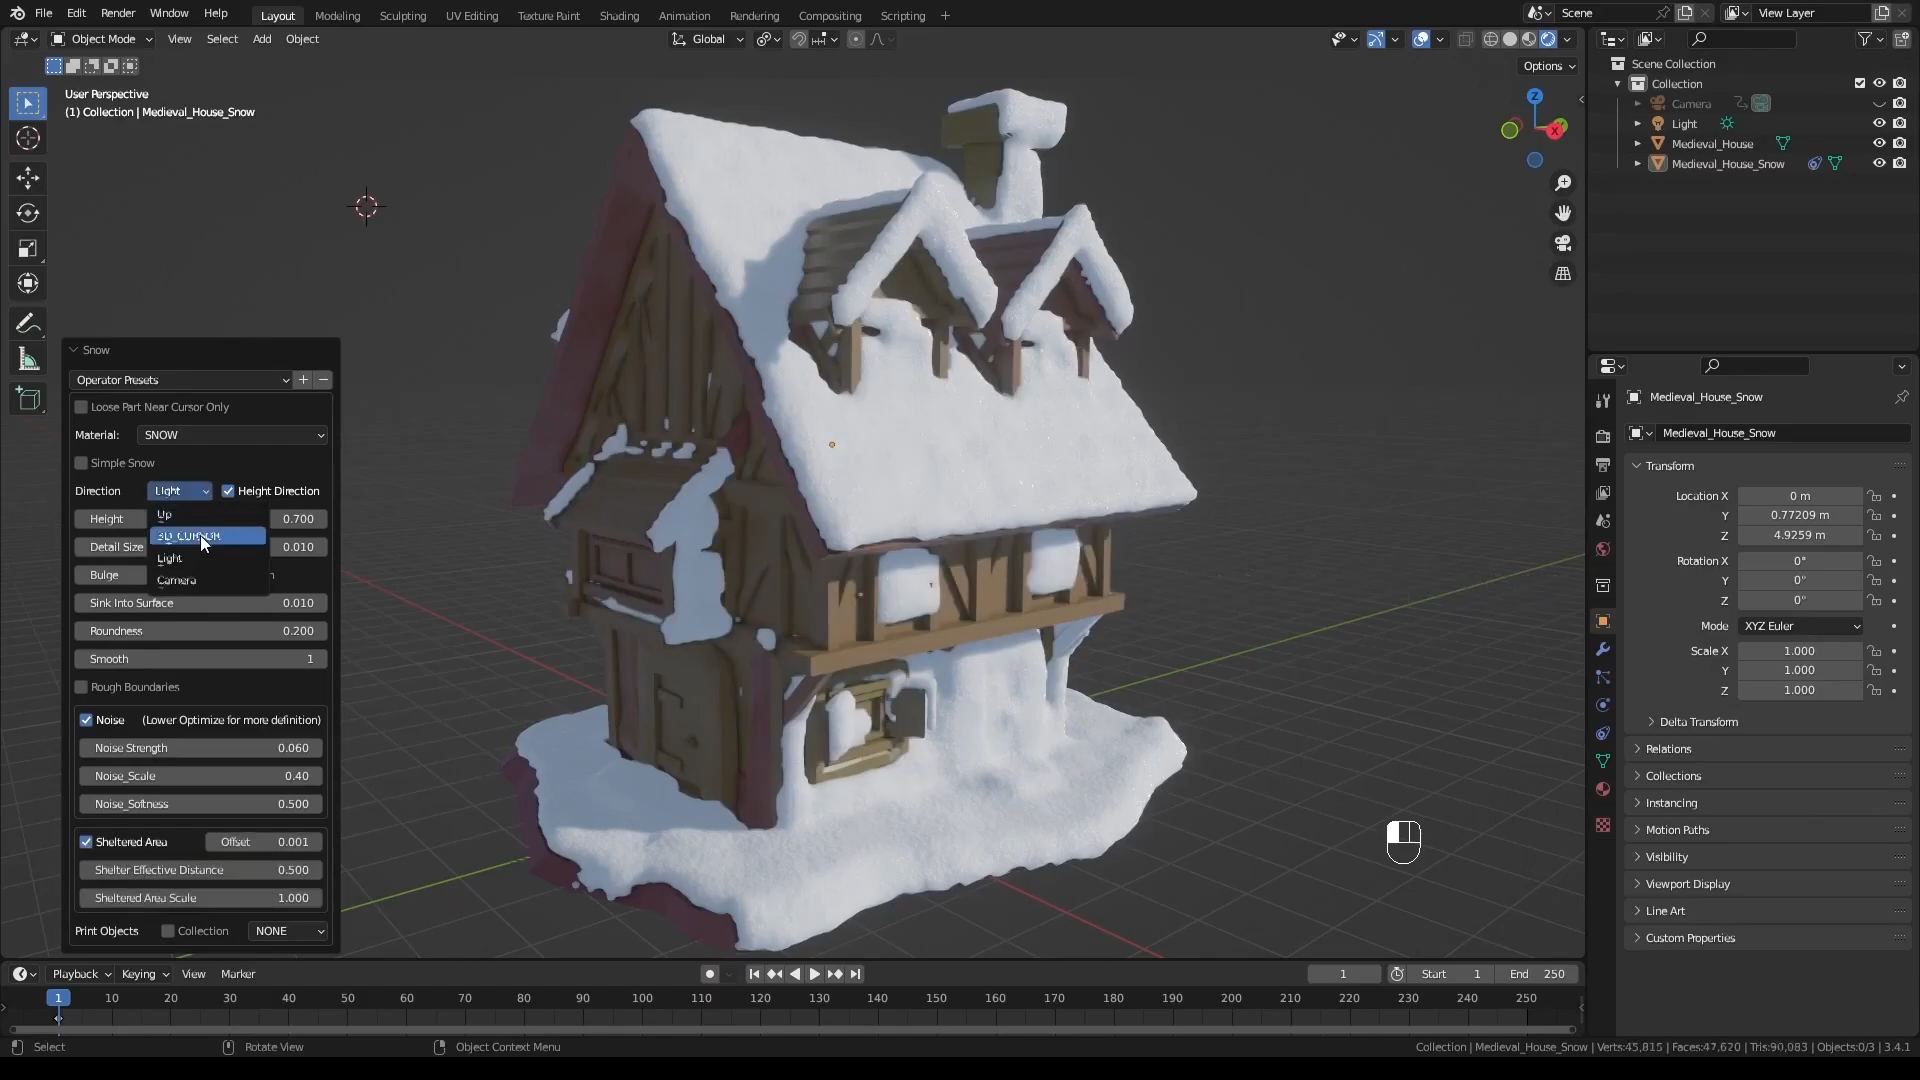 File Edit Render Window Help Layout Modeling Sculpting UV Editing Texture Paint Shading Animation Rendering Compositing Scripting + Scene View Layer
Object Mode View Select Add Object Global
Options
User Perspective
(1) Collection | Medieval_House_Snow
Z
X
Scene Collection
Collection
Camera
Light
Medieval_House
Medieval_House_Snow
Snow
Operator Presets + −
Loose Part Near Cursor Only
Material: SNOW
Simple Snow
Direction Light Height Direction
Up
Height 0.700
3D_CURSOR
Detail Size 0.010
Light
Bulge
Camera
Sink Into Surface 0.010
Roundness 0.200
Smooth 1
Rough Boundaries
Noise (Lower Optimize for more definition)
Noise Strength 0.060
Noise_Scale 0.40
Noise_Softness 0.500
Sheltered Area Offset 0.001
Shelter Effective Distance 0.500
Sheltered Area Scale 1.000
Print Objects Collection NONE
Medieval_House_Snow
Medieval_House_Snow
Transform
Location X 0 m
Y 0.77209 m
Z 4.9259 m
Rotation X 0°
Y 0°
Z 0°
Mode XYZ Euler
Scale X 1.000
Y 1.000
Z 1.000
Delta Transform
Relations
Collections
Instancing
Motion Paths
Visibility
Viewport Display
Line Art
Custom Properties
Playback Keying View Marker 1 Start 1 End 250
1 10 20 30 40 50 60 70 80 90 100 110 120 130 140 150 160 170 180 190 200 210 220 230 240 250
Select Rotate View Object Context Menu Collection | Medieval_House_Snow | Verts:45,815 | Faces:47,620 | Tris:90,083 | Objects:0/3 | 3.4.1